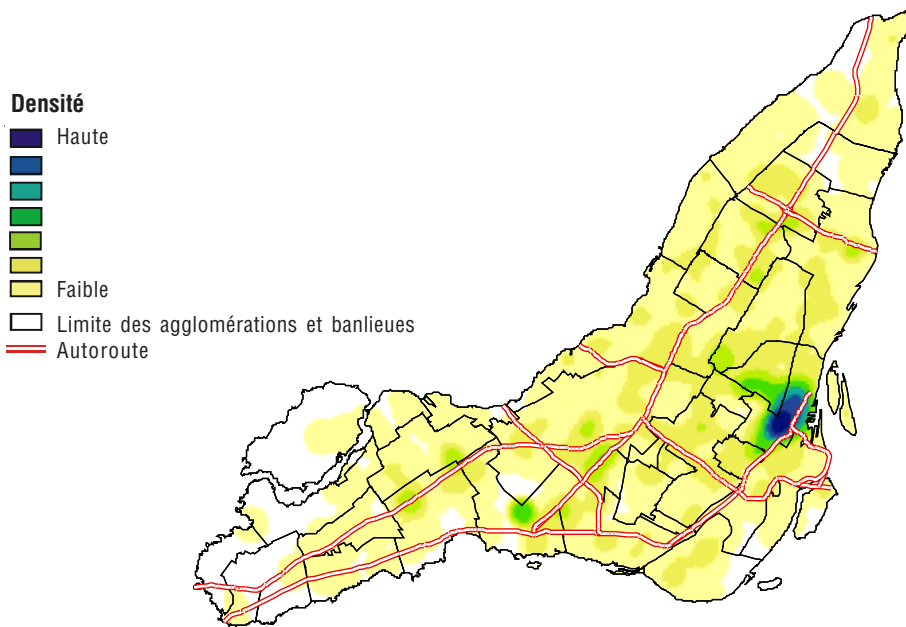 Densité
Haute
Faible
Limite des agglomérations et banlieues
Autoroute